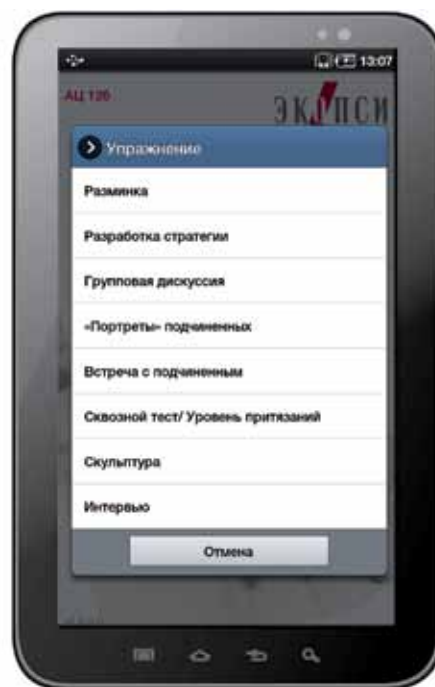 13:07
АЦ 126
ЭКОПСИ
Упражнение
Разминка
Разработка стратегии
Групповая дискуссия
«Портреты» подчиненных
Встреча с подчиненным
Сквозной тест/ Уровень притязаний
Скульптура
Интервью
Отмена